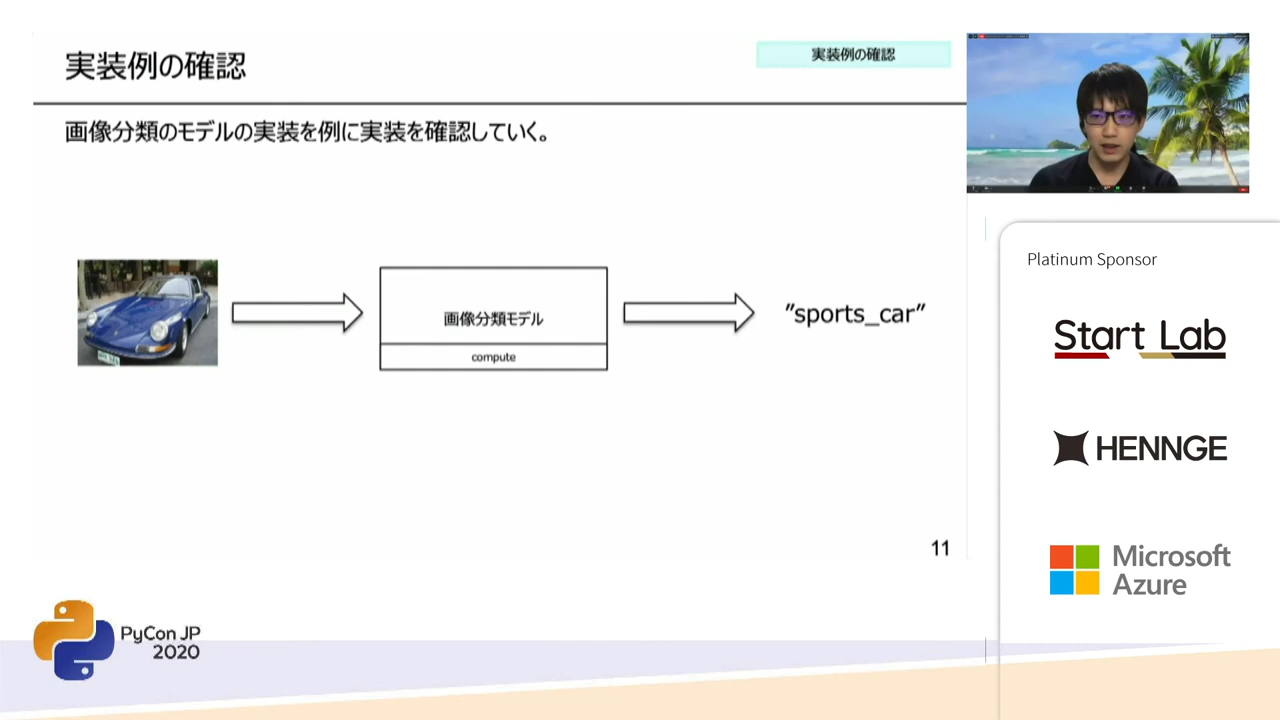 実装例の確認
実装例の確認
画像分類のモデルの実装を例に実装を確認していく。
画像分類モデル
compute
”sports_car”
11
Platinum Sponsor
Start Lab
HENNGE
Microsoft
Azure
PyCon JP
2020